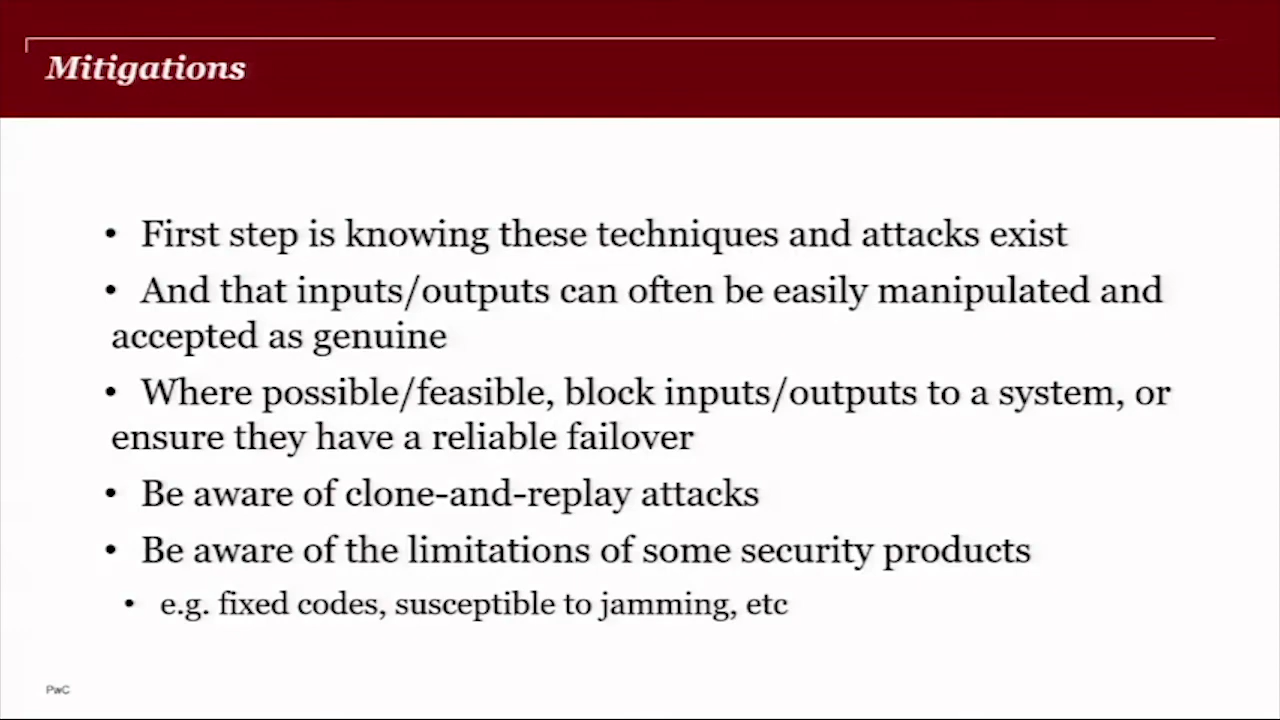 Mitigations
• First step is knowing these techniques and attacks exist
• And that inputs/outputs can often be easily manipulated and
accepted as genuine
• Where possible/feasible, block inputs/outputs to a system, or
ensure they have a reliable failover
• Be aware of clone-and-replay attacks
• Be aware of the limitations of some security products
• e.g. fixed codes, susceptible to jamming, etc
PwC